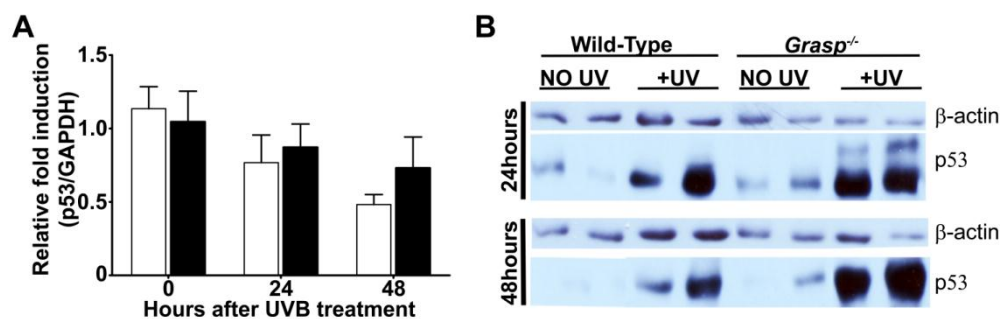 A
Relative fold induction
(p53/GAPDH)
1.5
1.0
0.5
0
0 24 48
Hours after UVB treatment
B
Wild-Type Grasp-/-
NO UV +UV NO UV +UV
24hours
β-actin
p53
48hours
β-actin
p53